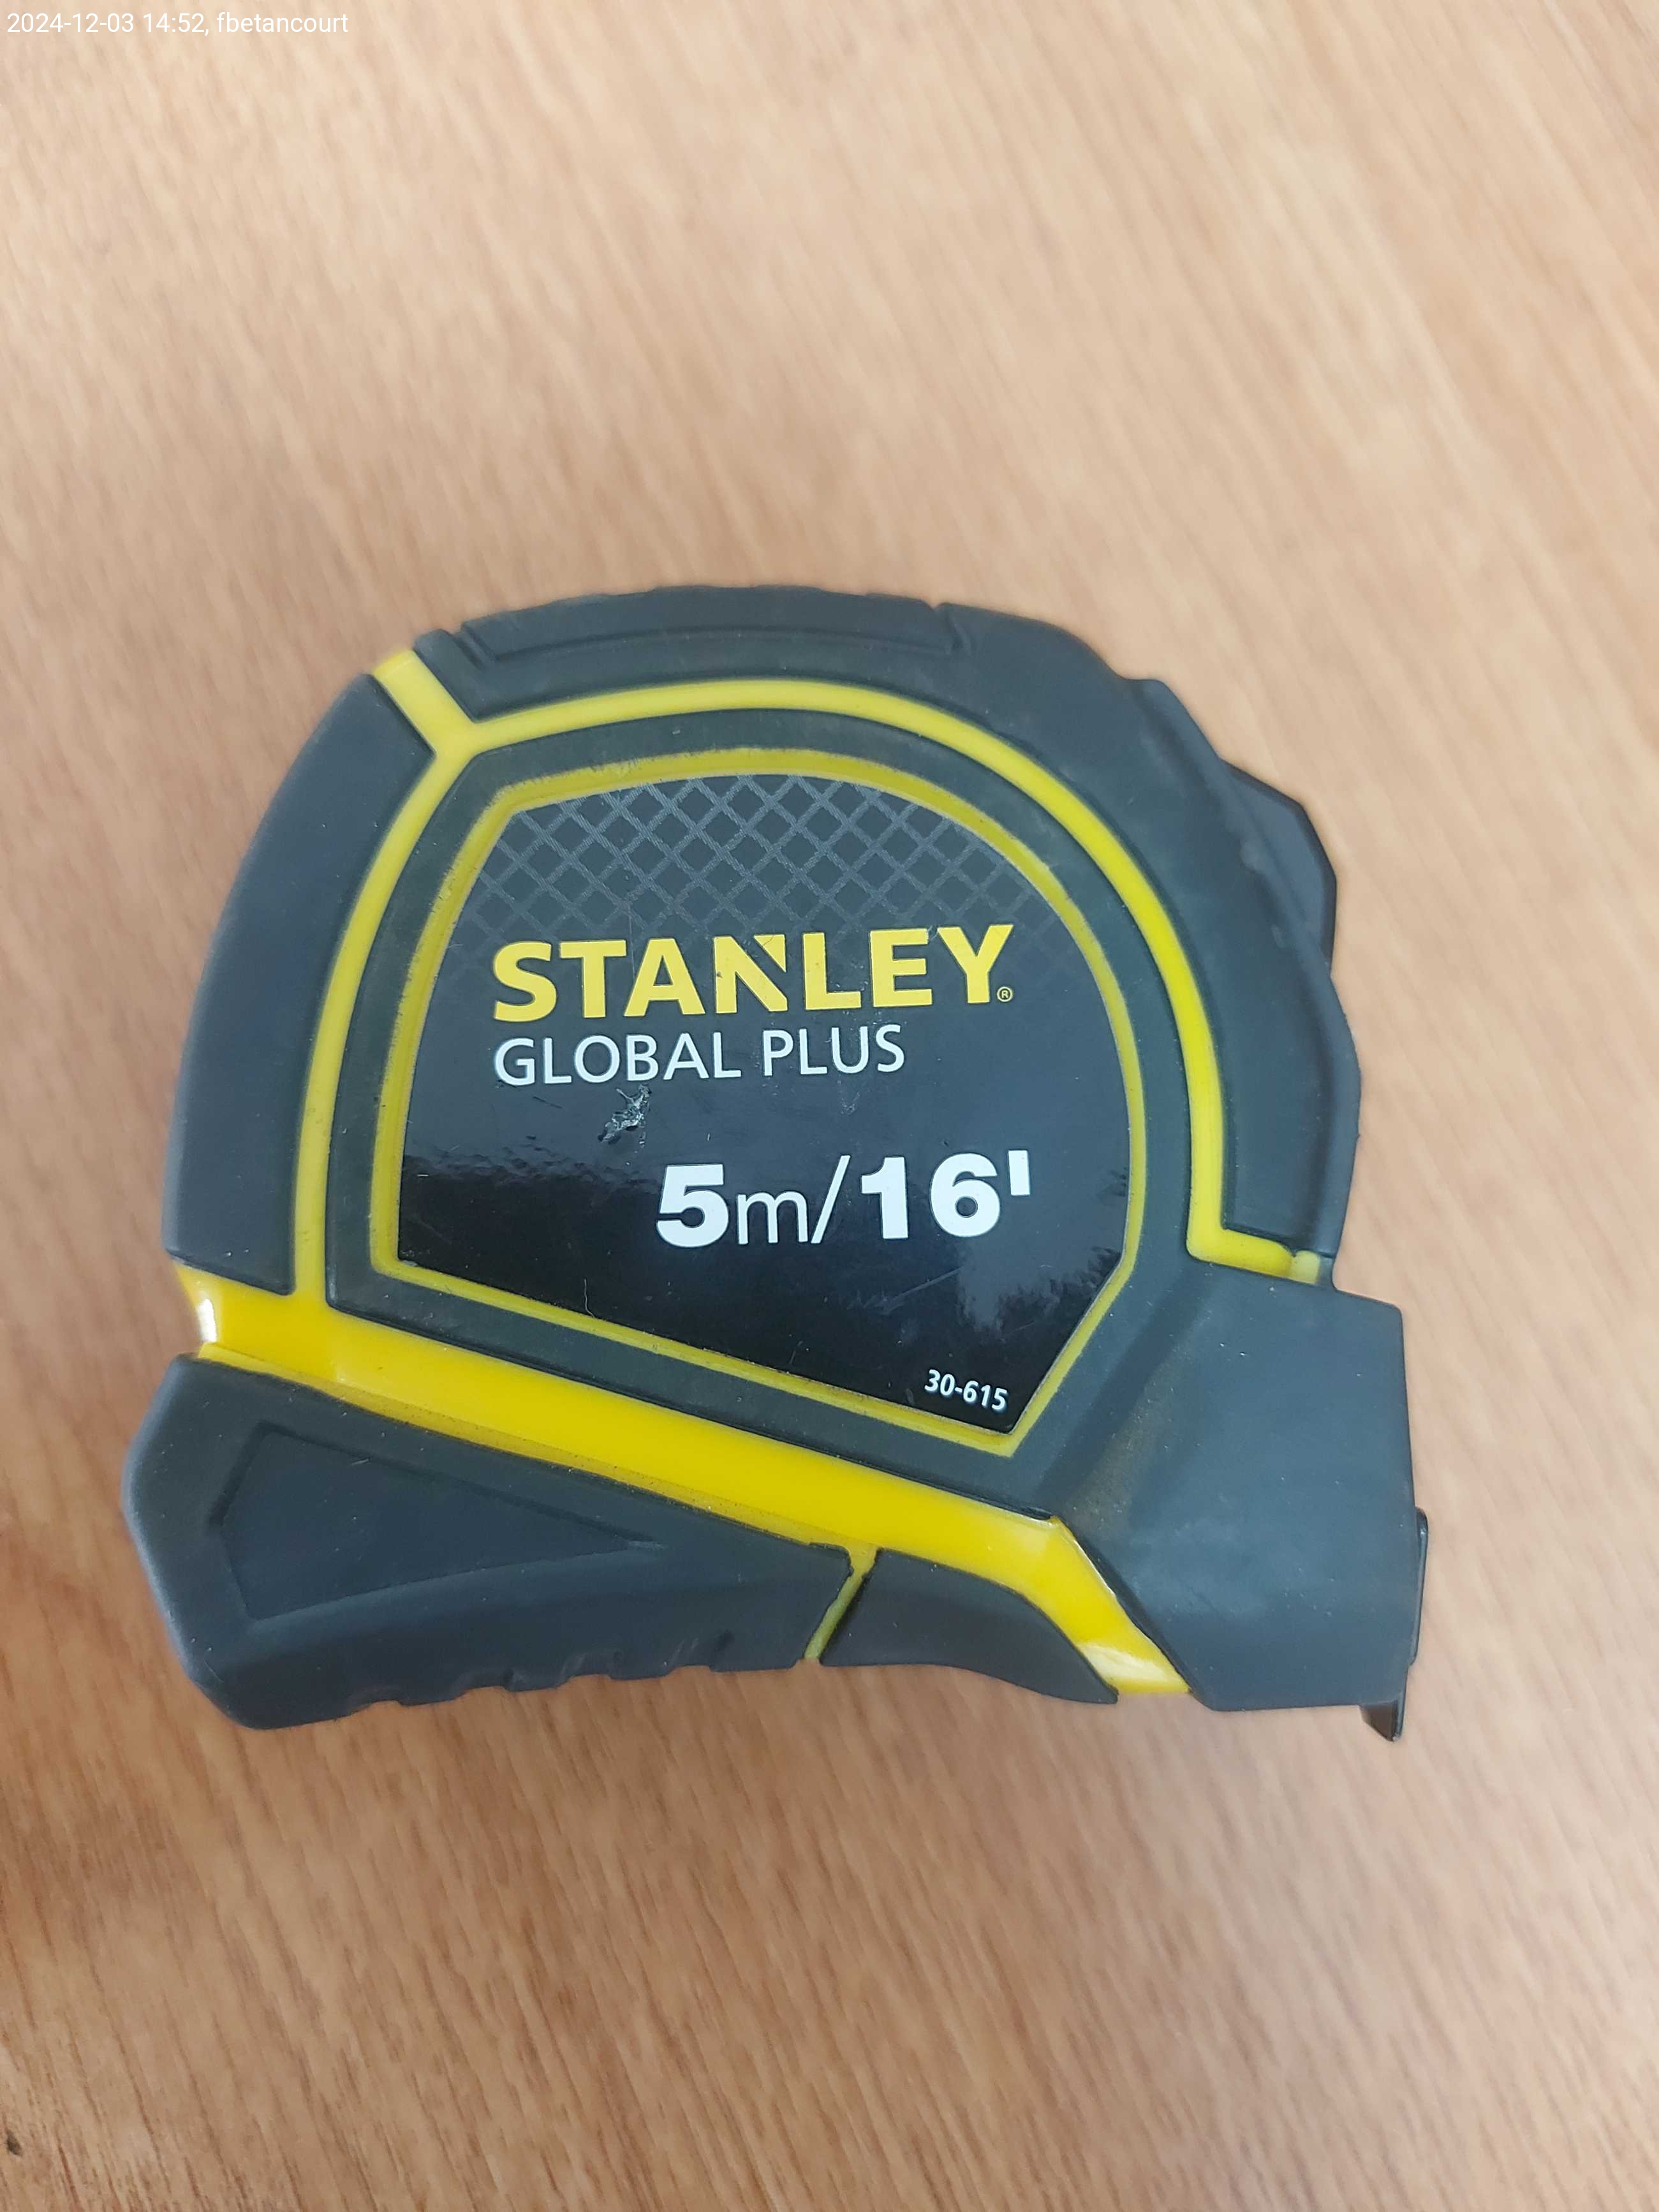 2024-12-03 14:52, fbetancourt
STANLEY®
GLOBAL PLUS
5m/16'
30-615